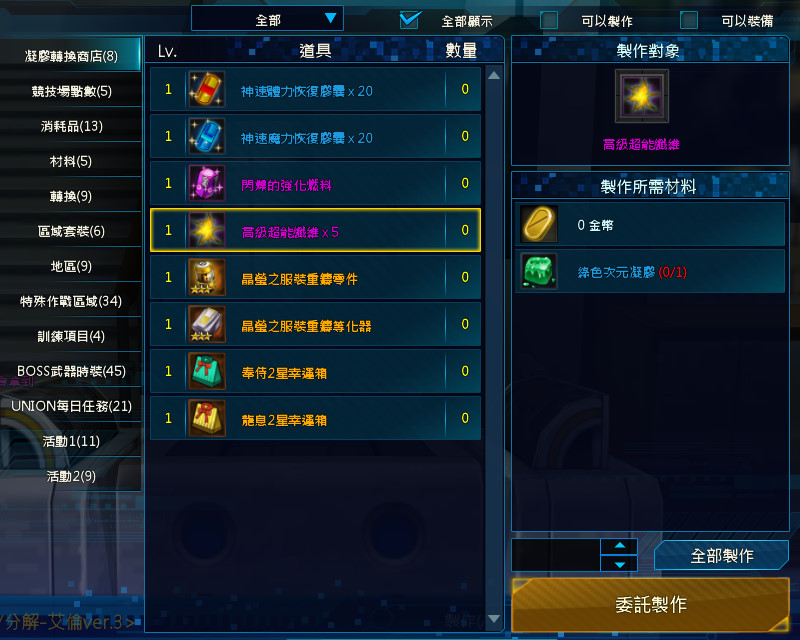 全部
全部顯示
可以製作
可以裝備
凝膠轉換商店(8)
競技場點數(5)
消耗品(13)
材料(5)
轉換(9)
區域套裝(6)
地區(9)
特殊作戰區域(34)
訓練項目(4)
BOSS武器時裝(45)
UNION每日任務(21)
活動1(11)
活動2(9)
Lv. 道具 數量
1 神速體力恢復膠囊 x 20 0
1 神速魔力恢復膠囊 x 20 0
1 閃爍的強化燃料 0
1 高級超能纖維 x 5 0
1 晶瑩之服裝重鑄零件 0
1 晶瑩之服裝重鑄等化器 0
1 奉侍2星幸運箱 0
1 龍息2星幸運箱 0
製作對象
高級超能纖維
製作所需材料
0 金幣
綠色次元凝膠 (0/1)
全部製作
委託製作
/分解-艾倫ver.3>